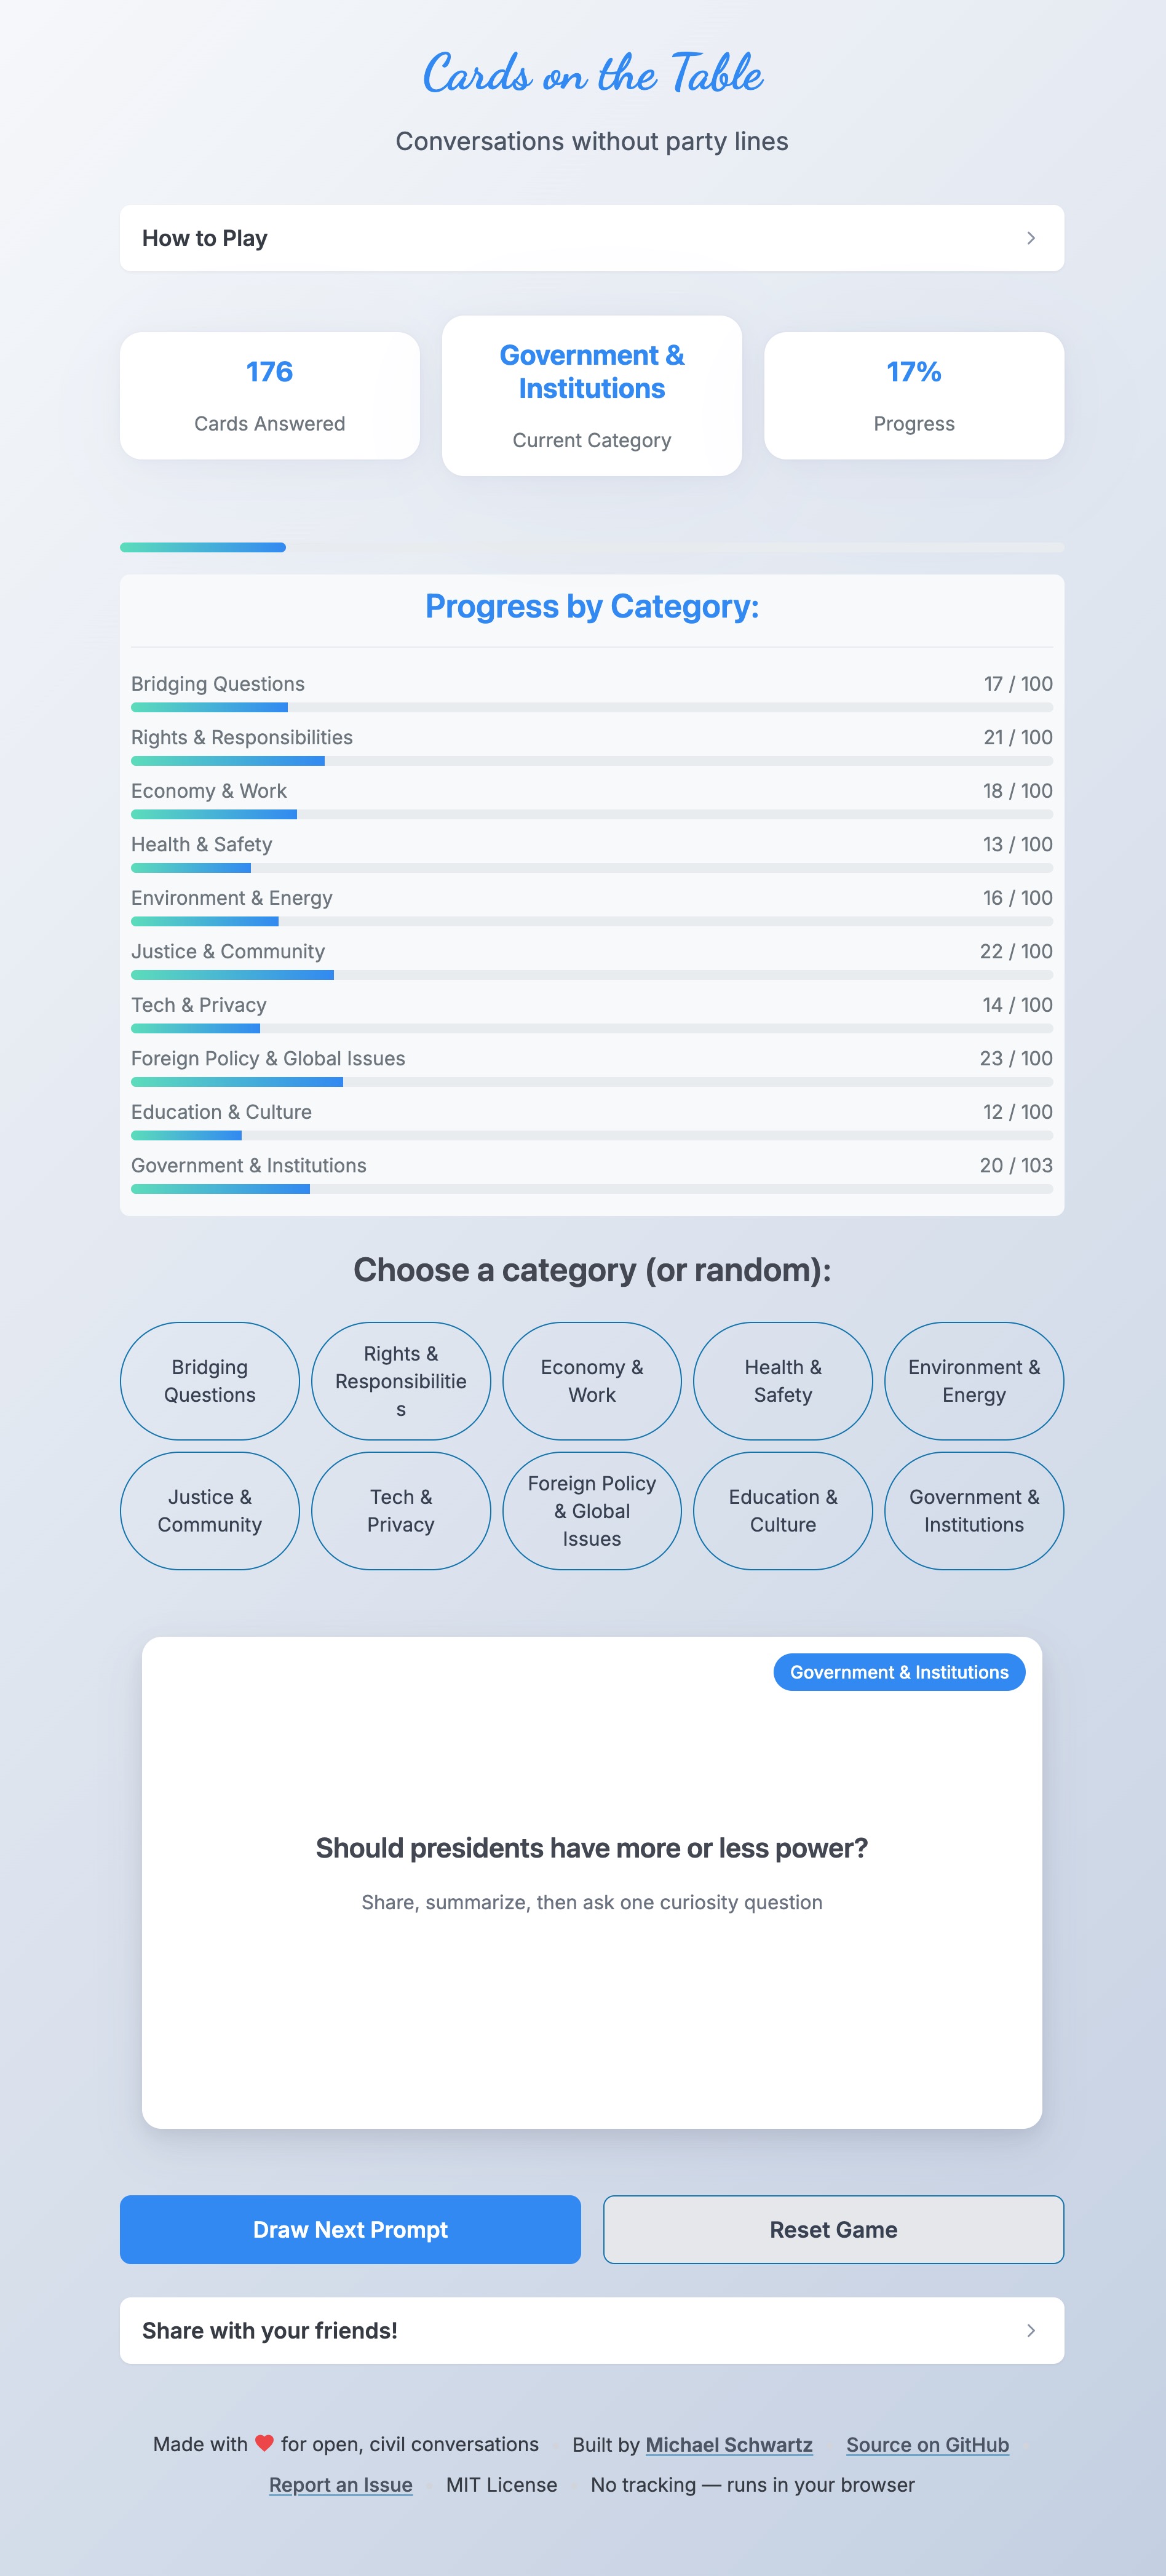 Cards on the Table
Conversations without party lines
How to Play
176
Cards Answered
Government &
Institutions
Current Category
17%
Progress
Progress by Category:
Bridging Questions 17 / 100
Rights & Responsibilities 21 / 100
Economy & Work 18 / 100
Health & Safety 13 / 100
Environment & Energy 16 / 100
Justice & Community 22 / 100
Tech & Privacy 14 / 100
Foreign Policy & Global Issues 23 / 100
Education & Culture 12 / 100
Government & Institutions 20 / 103
Choose a category (or random):
Bridging
Questions
Rights &
Responsibilitie
s
Economy &
Work
Health &
Safety
Environment &
Energy
Justice &
Community
Tech &
Privacy
Foreign Policy
& Global
Issues
Education &
Culture
Government &
Institutions
Government & Institutions
Should presidents have more or less power?
Share, summarize, then ask one curiosity question
Draw Next Prompt
Reset Game
Share with your friends!
Made with ❤️ for open, civil conversations Built by Michael Schwartz Source on GitHub
Report an Issue MIT License No tracking — runs in your browser